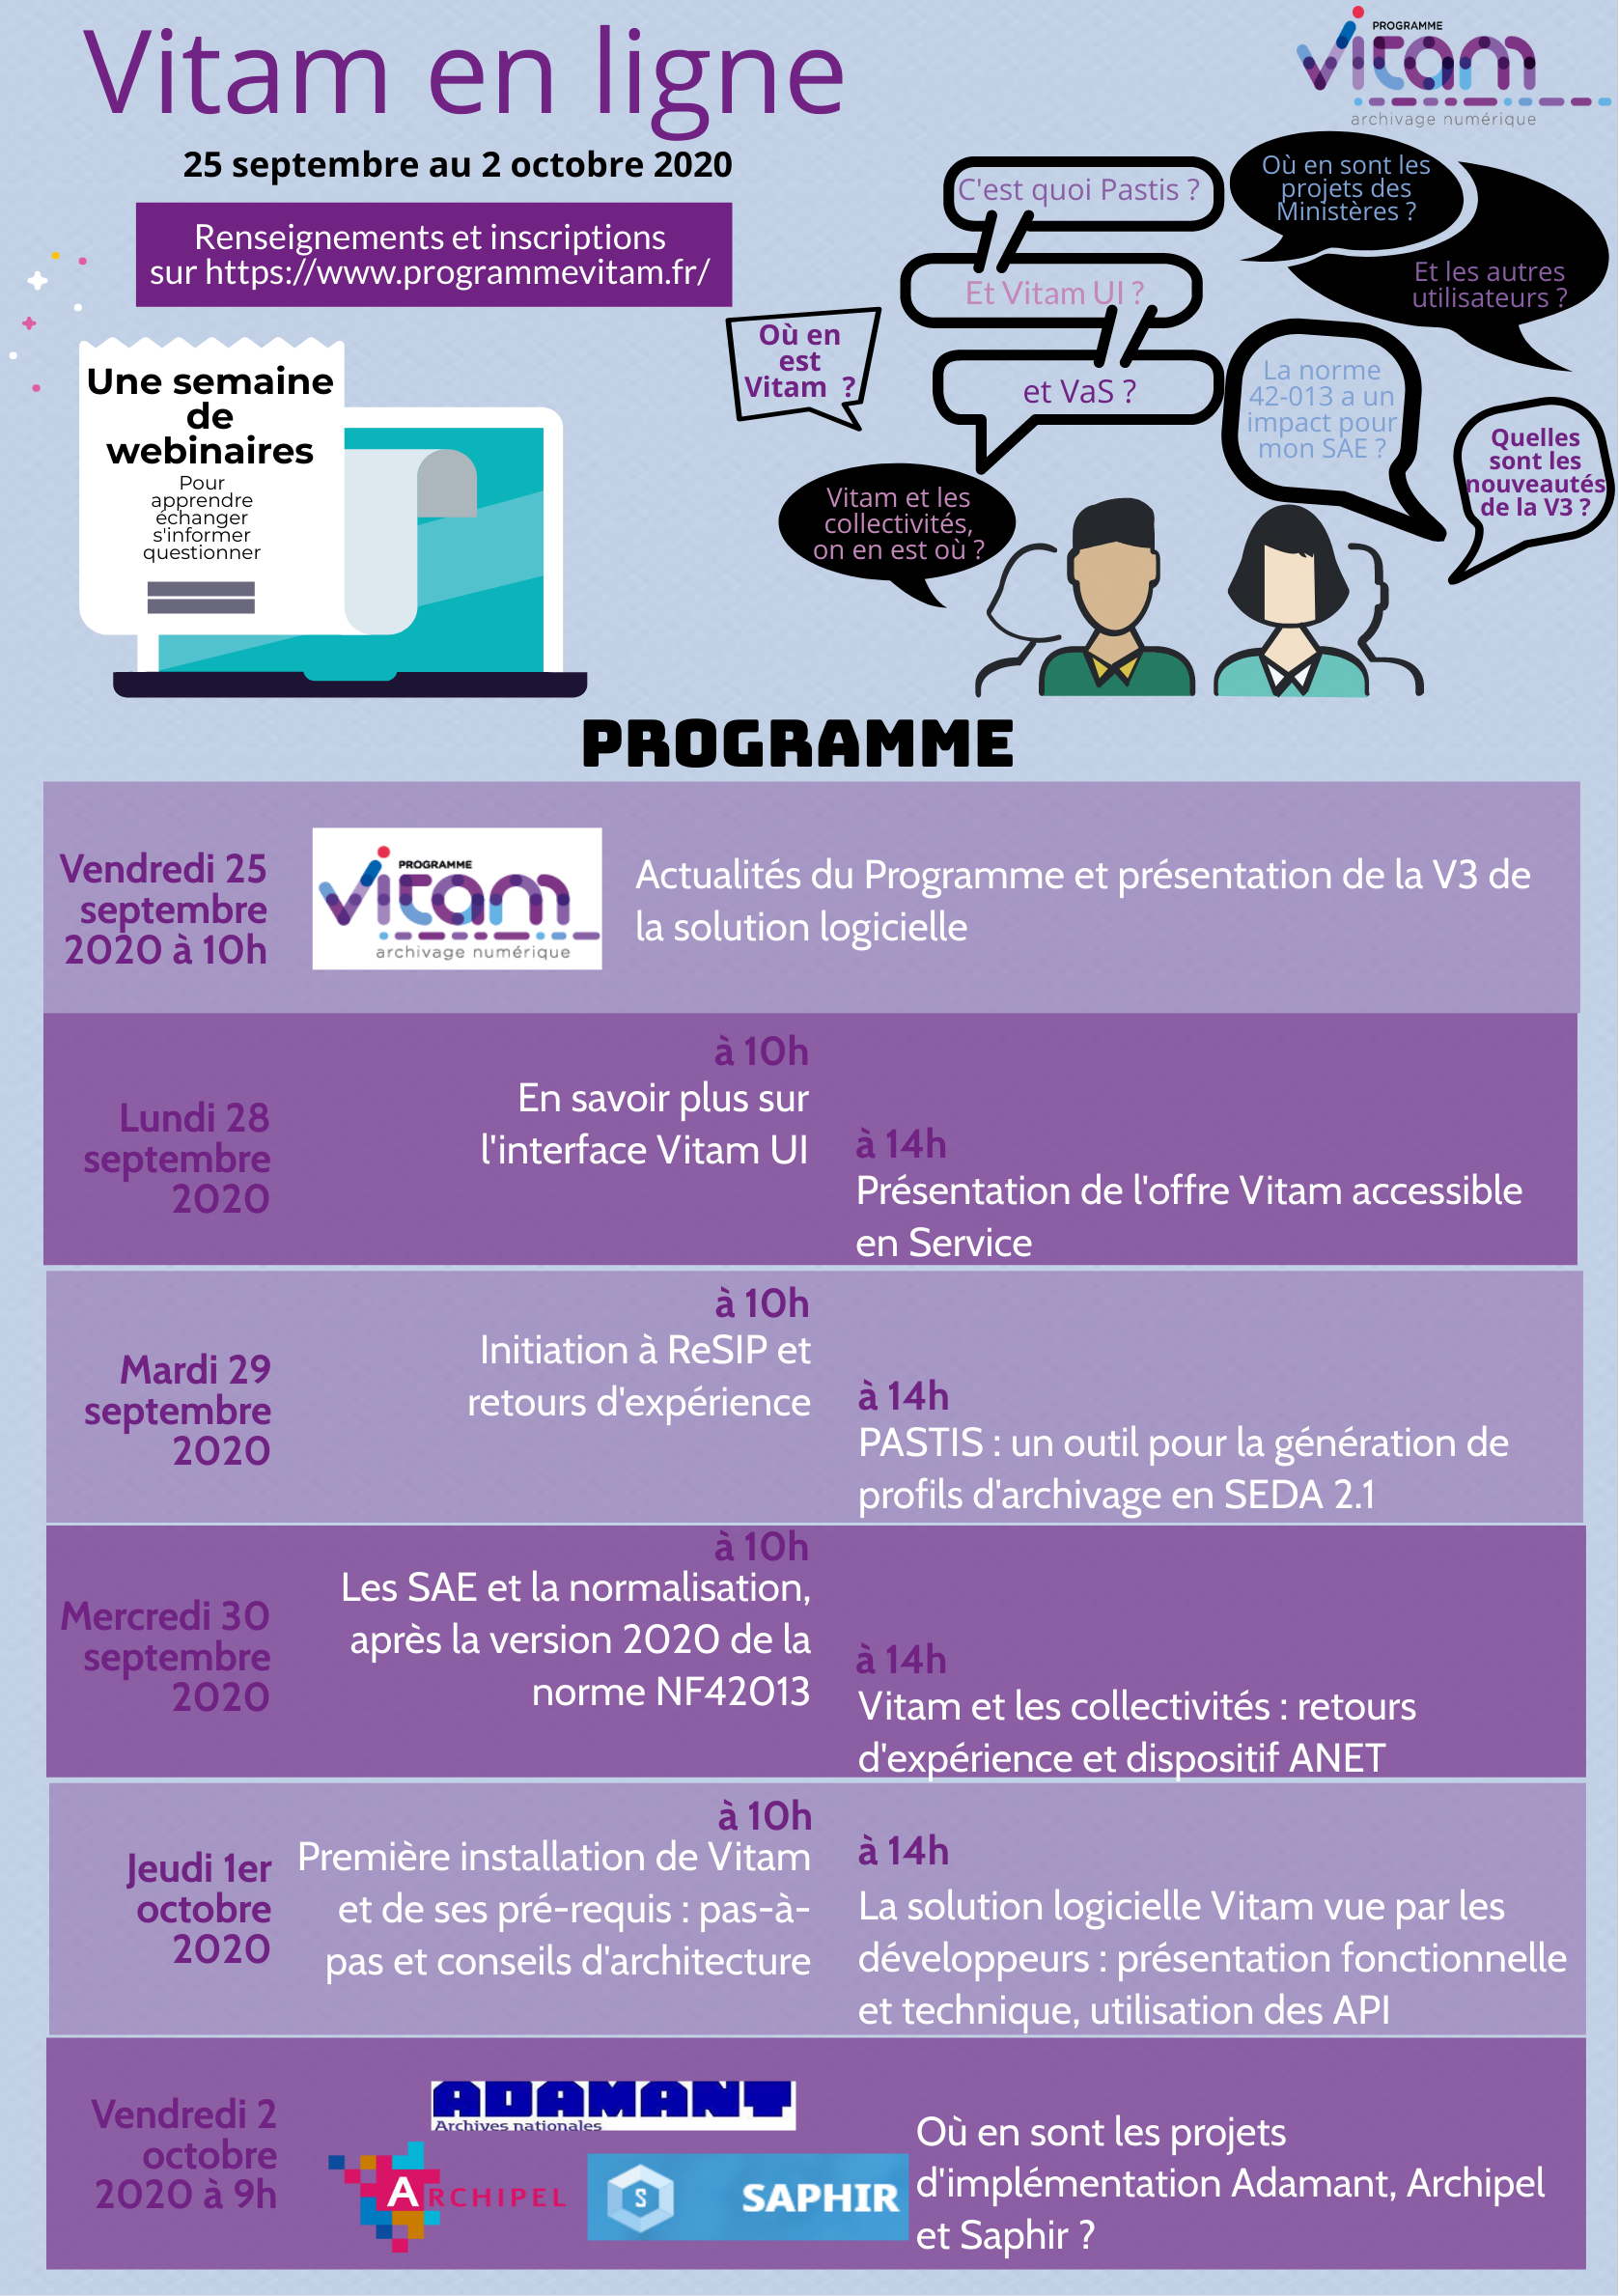 Vitam en ligne
PROGRAMME
vitam
archivage numérique
25 septembre au 2 octobre 2020
Renseignements et inscriptions
sur https://www.programmevitam.fr/
C'est quoi Pastis ?
Et Vitam UI ?
et VaS ?
Où en sont les
projets des
Ministères ?
Et les autres
utilisateurs ?
Où en
est
Vitam ?
La norme
42-013 a un
impact pour
mon SAE ?
Quelles
sont les
nouveautés
de la V3 ?
Vitam et les
collectivités,
on en est où ?
Une semaine
de
webinaires
Pour
apprendre
échanger
s'informer
questionner
PROGRAMME
Vendredi 25
septembre
2020 à 10h
PROGRAMME
vitam
archivage numérique
Actualités du Programme et présentation de la V3 de
la solution logicielle
Lundi 28
septembre
2020
à 10h
En savoir plus sur
l'interface Vitam UI
à 14h
Présentation de l'offre Vitam accessible
en Service
Mardi 29
septembre
2020
à 10h
Initiation à ReSIP et
retours d'expérience
à 14h
PASTIS : un outil pour la génération de
profils d'archivage en SEDA 2.1
Mercredi 30
septembre
2020
à 10h
Les SAE et la normalisation,
après la version 2020 de la
norme NF42013
à 14h
Vitam et les collectivités : retours
d'expérience et dispositif ANET
Jeudi 1er
octobre
2020
à 10h
Première installation de Vitam
et de ses pré-requis : pas-à-
pas et conseils d'architecture
à 14h
La solution logicielle Vitam vue par les
développeurs : présentation fonctionnelle
et technique, utilisation des API
Vendredi 2
octobre
2020 à 9h
ADAMANT
Archives nationales
ARCHIPEL
S
SAPHIR
Où en sont les projets
d'implémentation Adamant, Archipel
et Saphir ?